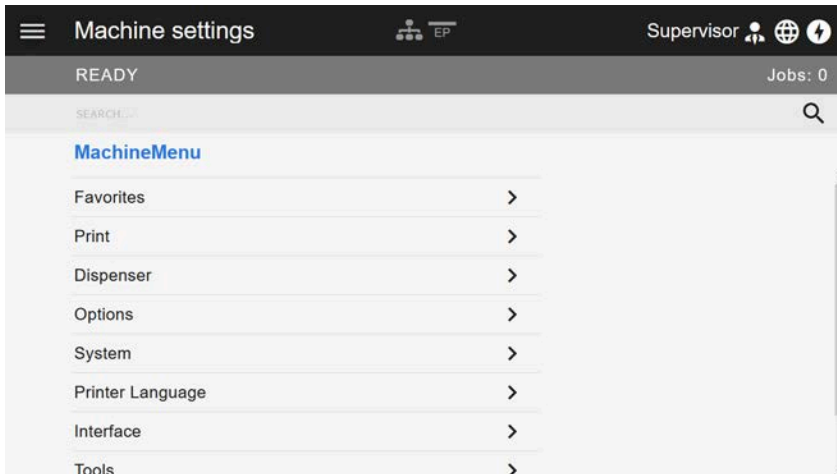 Machine settings EP Supervisor
READY Jobs: 0
SEARCH...
MachineMenu
Favorites
Print
Dispenser
Options
System
Printer Language
Interface
Tools